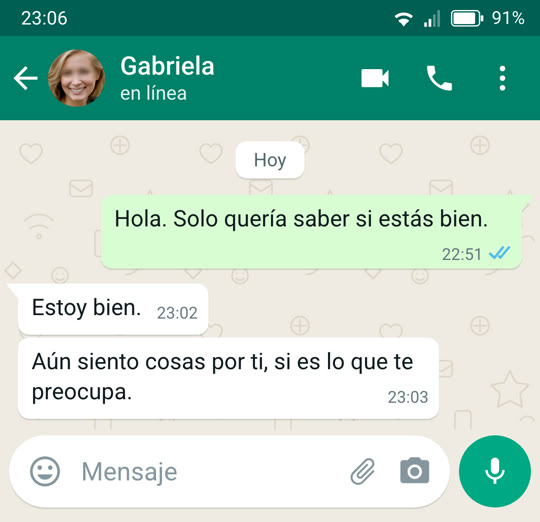 23:06 91%
Gabriela
en línea
Hoy
Hola. Solo quería saber si estás bien.
22:51
Estoy bien. 23:02
Aún siento cosas por ti, si es lo que te
preocupa.
23:03
Mensaje